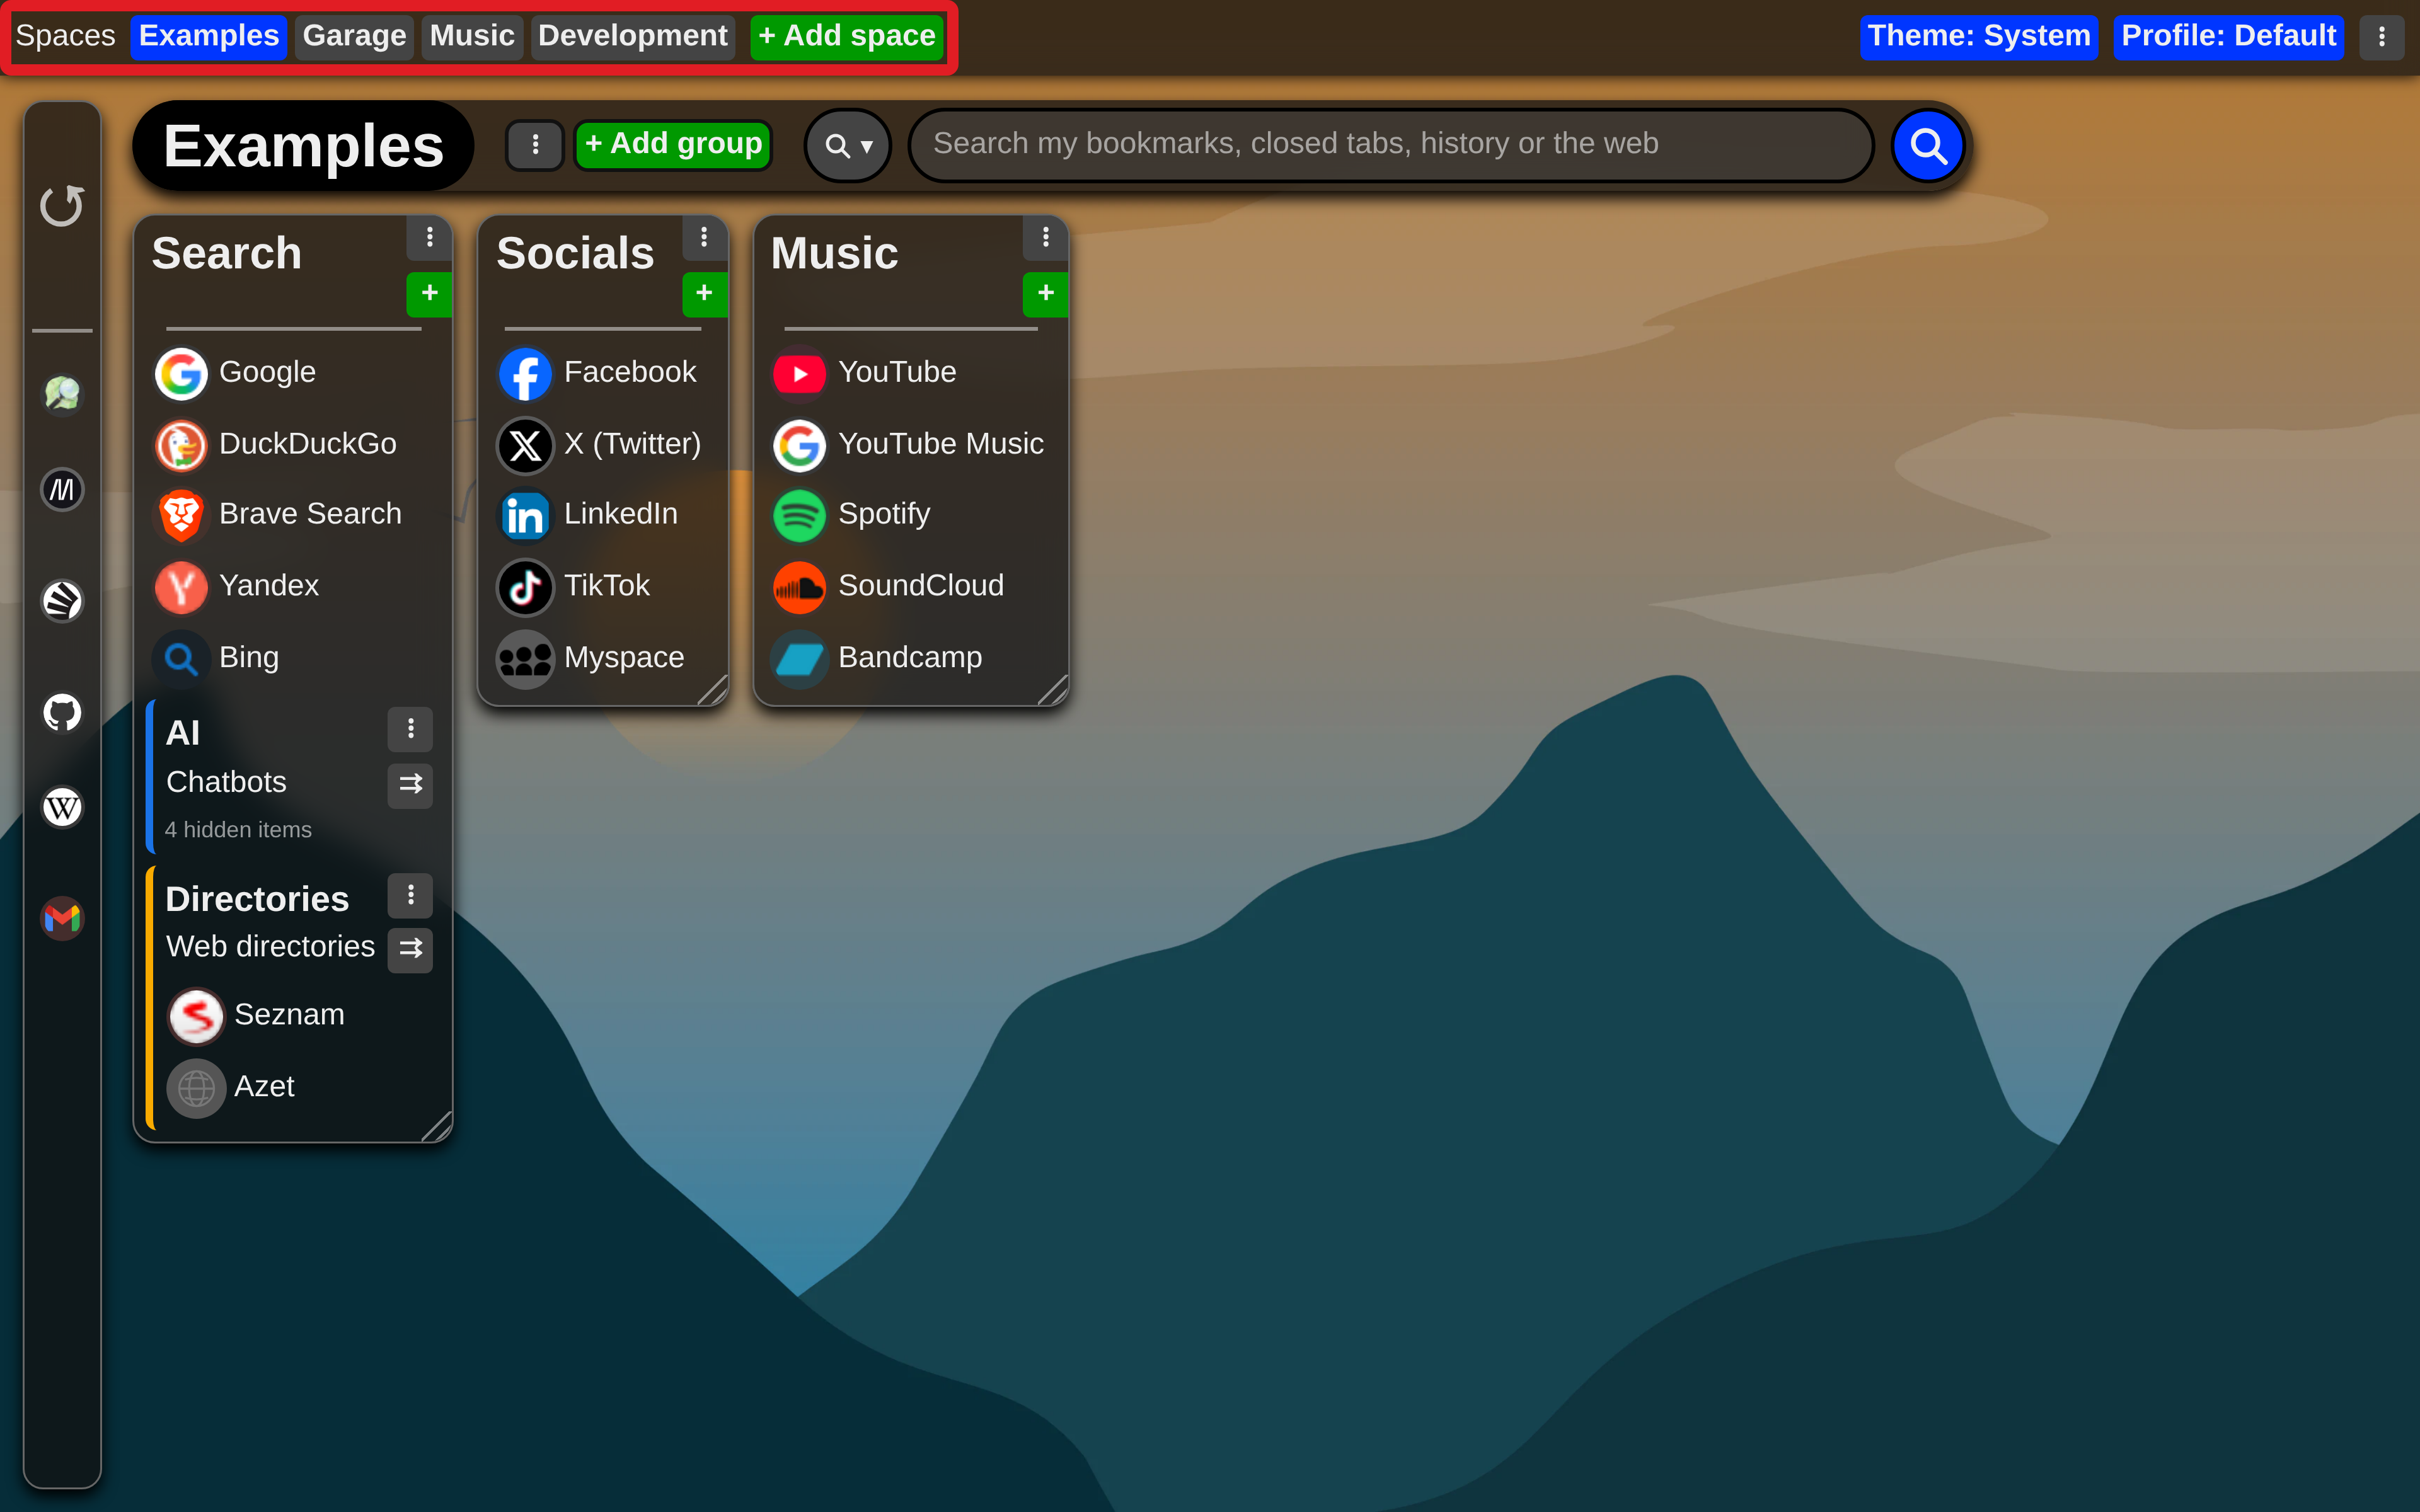 Spaces Examples Garage Music Development + Add space Theme: System Profile: Default
Examples + Add group Search my bookmarks, closed tabs, history or the web
Search
Google
DuckDuckGo
Brave Search
Yandex
Bing
AI
Chatbots
4 hidden items
Directories
Web directories
Seznam
Azet
Socials
Facebook
X (Twitter)
LinkedIn
TikTok
Myspace
Music
YouTube
YouTube Music
Spotify
SoundCloud
Bandcamp